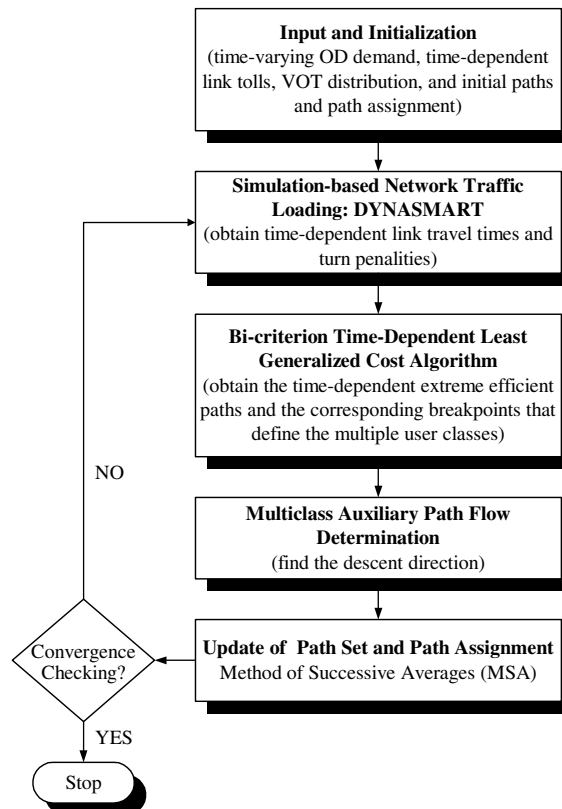 Input and Initialization
(time-varying OD demand, time-dependent
link tolls, VOT distribution, and initial paths
and path assignment)
Simulation-based Network Traffic
Loading: DYNASMART
(obtain time-dependent link travel times and
turn penalities)
Bi-criterion Time-Dependent Least
Generalized Cost Algorithm
(obtain the time-dependent extreme efficient
paths and the corresponding breakpoints that
define the multiple user classes)
NO
Multiclass Auxiliary Path Flow
Determination
(find the descent direction)
Update of Path Set and Path Assignment
Method of Successive Averages (MSA)
Convergence
Checking?
YES
Stop